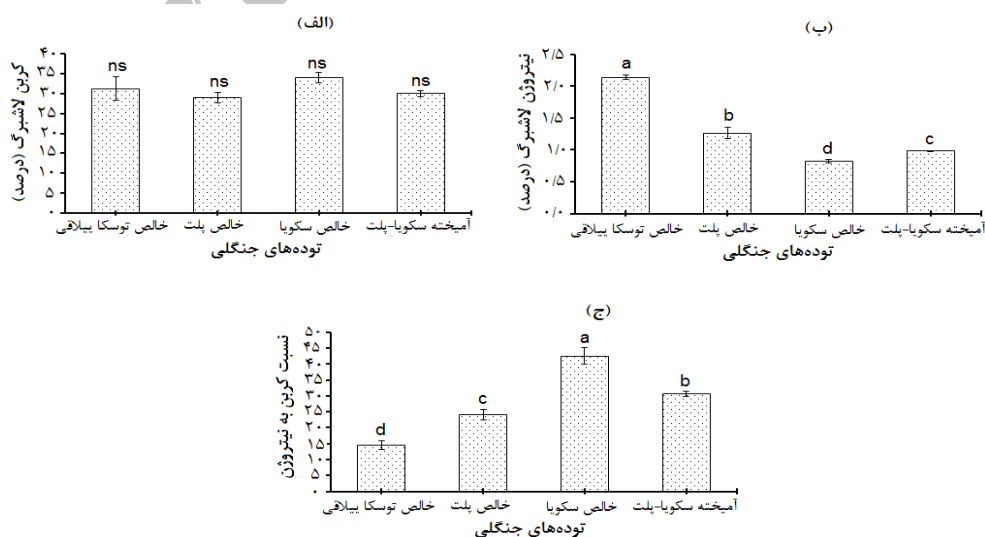 (الف)
کربن لاشبرگ (درصد)
۴۰
۳۵
۳۰
۲۵
۲۰
۱۵
۱۰
۵
۰
ns
ns
ns
ns
خالص توسکا ییلاقی
خالص پلت
خالص سکویا
آمیخته سکویا-پلت
توده‌های جنگلی
(ب)
نیتروژن لاشبرگ (درصد)
۲/۵
۲/۰
۱/۵
۱/۰
۰/۵
۰/۰
a
b
d
c
خالص توسکا ییلاقی
خالص پلت
خالص سکویا
آمیخته سکویا-پلت
توده‌های جنگلی
(ج)
نسبت کربن به نیتروژن
۵۰
۴۵
۴۰
۳۵
۳۰
۲۵
۲۰
۱۵
۱۰
۵
۰
d
c
a
b
خالص توسکا ییلاقی
خالص پلت
خالص سکویا
آمیخته سکویا-پلت
توده‌های جنگلی